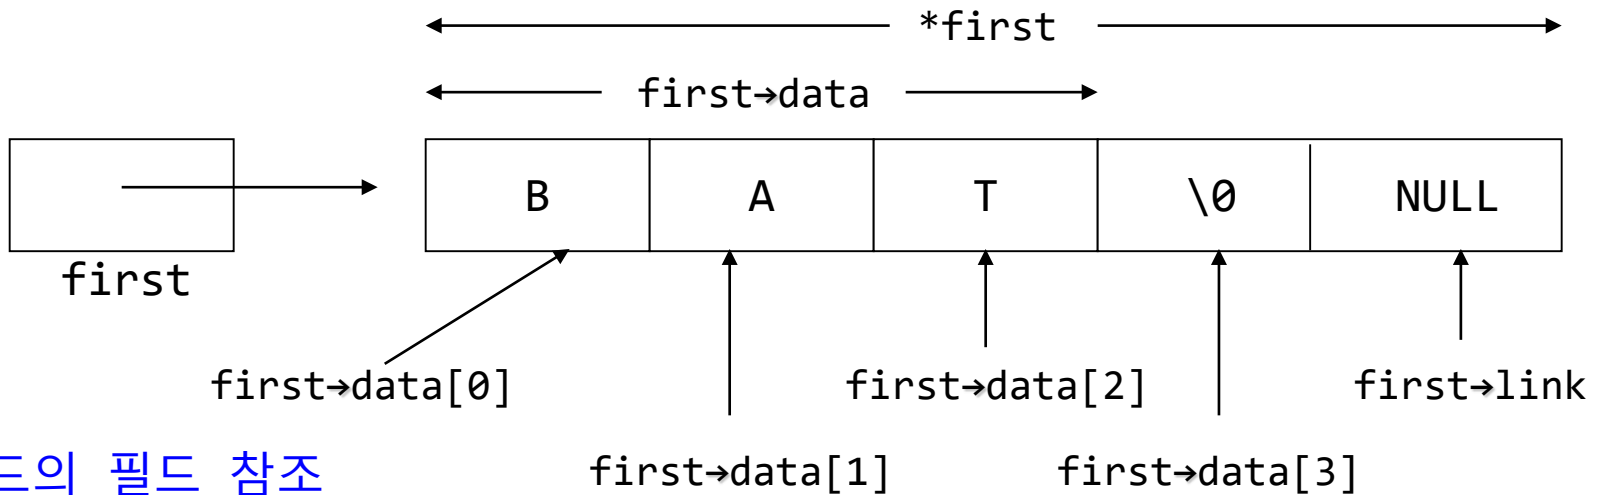 *first
first→data
B A T \0 NULL
first
first→data[0] first→data[2] first→link
의 필드 참조 first→data[1] first→data[3]